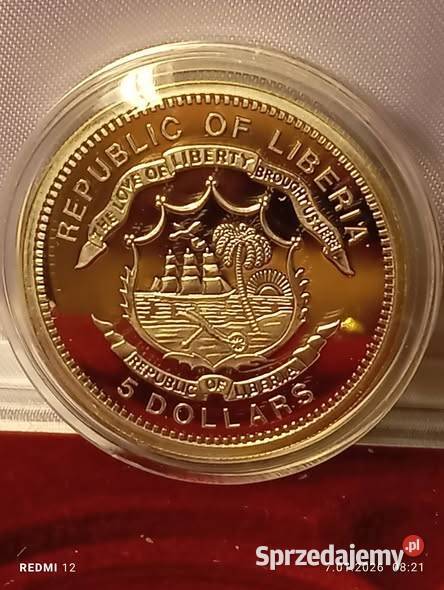 REPUBLIC OF LIBERIA
THE LOVE OF LIBERTY BROUGHT US HERE
REPUBLIC OF LIBERIA
5 DOLLARS
Sprzedajemy.pl
REDMI 12
7.01.2026 08:21